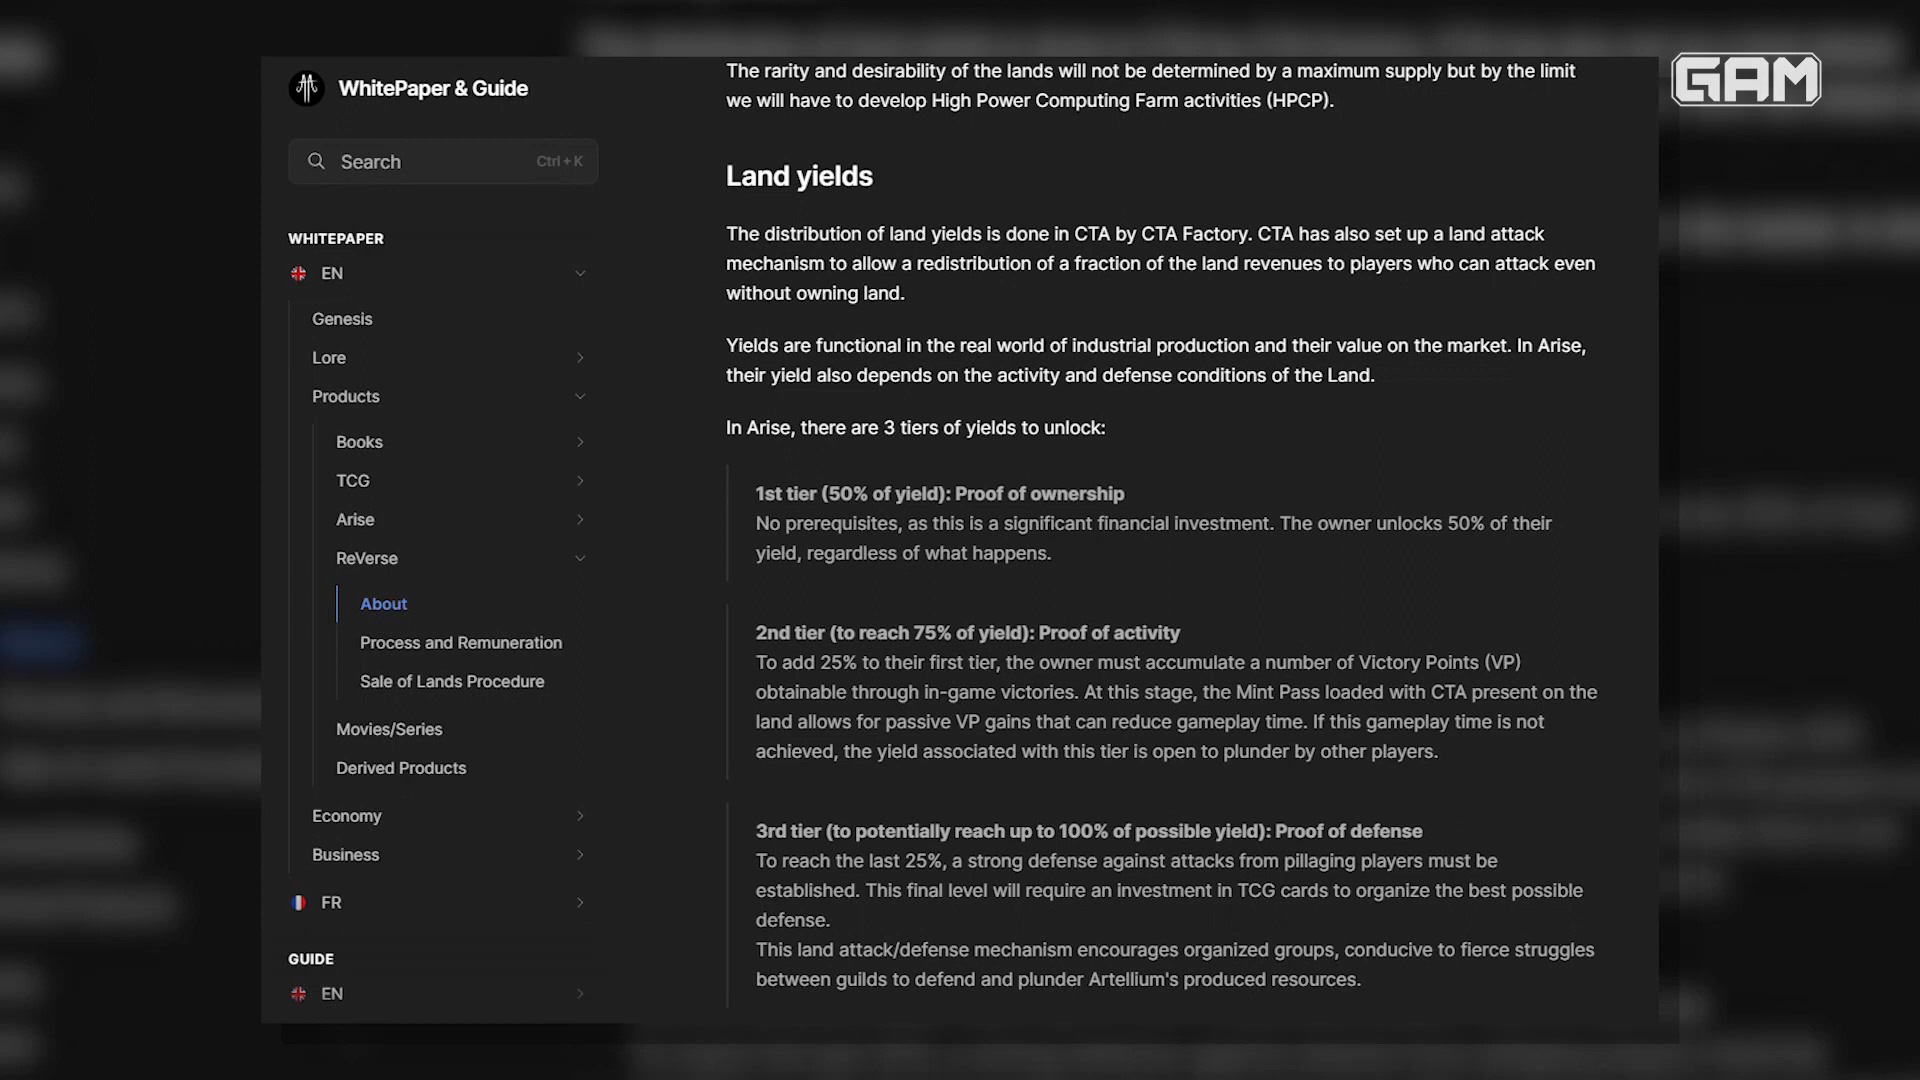 GAM
WhitePaper & Guide
Search
Ctrl + K
WHITEPAPER
EN
Genesis
Lore
Products
Books
TCG
Arise
ReVerse
About
Process and Remuneration
Sale of Lands Procedure
Movies/Series
Derived Products
Economy
Business
FR
GUIDE
EN
The rarity and desirability of the lands will not be determined by a maximum supply but by the limit
we will have to develop High Power Computing Farm activities (HPCP).
Land yields
The distribution of land yields is done in CTA by CTA Factory. CTA has also set up a land attack
mechanism to allow a redistribution of a fraction of the land revenues to players who can attack even
without owning land.
Yields are functional in the real world of industrial production and their value on the market. In Arise,
their yield also depends on the activity and defense conditions of the Land.
In Arise, there are 3 tiers of yields to unlock:
1st tier (50% of yield): Proof of ownership
No prerequisites, as this is a significant financial investment. The owner unlocks 50% of their
yield, regardless of what happens.
2nd tier (to reach 75% of yield): Proof of activity
To add 25% to their first tier, the owner must accumulate a number of Victory Points (VP)
obtainable through in-game victories. At this stage, the Mint Pass loaded with CTA present on the
land allows for passive VP gains that can reduce gameplay time. If this gameplay time is not
achieved, the yield associated with this tier is open to plunder by other players.
3rd tier (to potentially reach up to 100% of possible yield): Proof of defense
To reach the last 25%, a strong defense against attacks from pillaging players must be
established. This final level will require an investment in TCG cards to organize the best possible
defense.
This land attack/defense mechanism encourages organized groups, conducive to fierce struggles
between guilds to defend and plunder Artellium's produced resources.